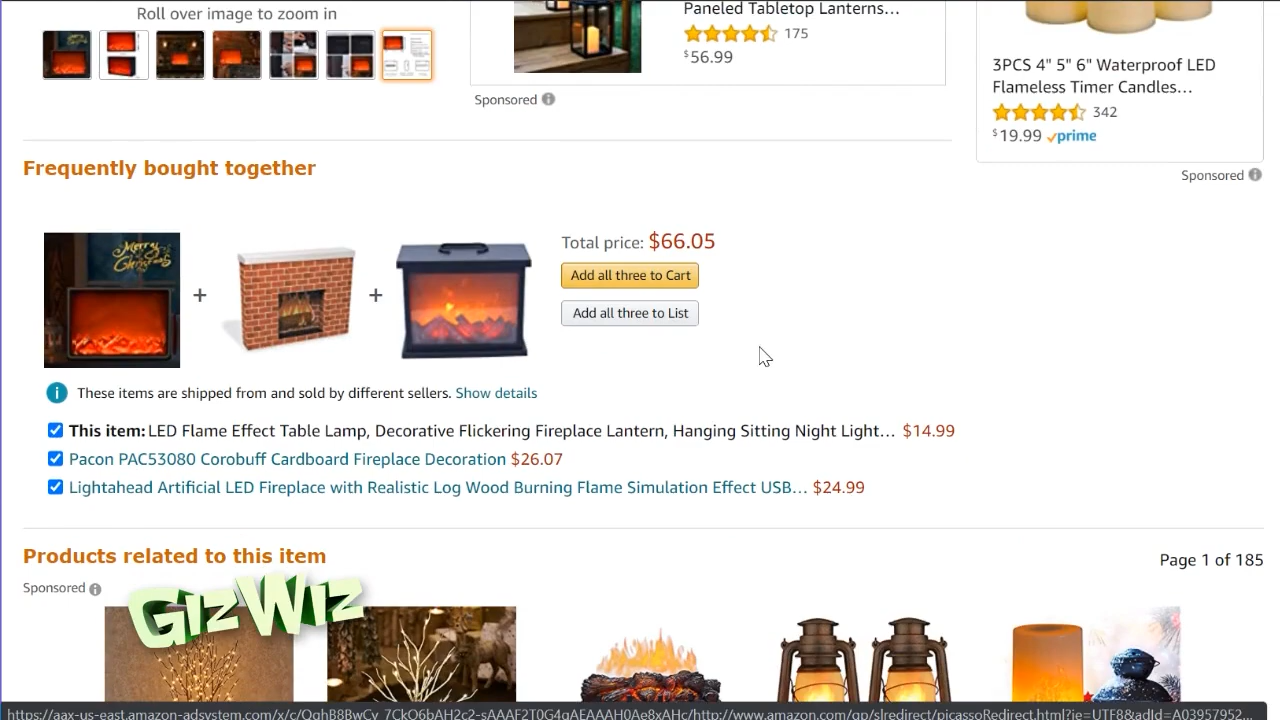 Roll over image to zoom in
Paneled Tabletop Lanterns...
175
$56.99
Sponsored
3PCS 4" 5" 6" Waterproof LED
Flameless Timer Candles...
342
$19.99 prime
Sponsored
Frequently bought together
Merry
Christmas
+
+
Total price: $66.05
Add all three to Cart
Add all three to List
These items are shipped from and sold by different sellers. Show details
This item: LED Flame Effect Table Lamp, Decorative Flickering Fireplace Lantern, Hanging Sitting Night Light... $14.99
Pacon PAC53080 Corobuff Cardboard Fireplace Decoration $26.07
Lightahead Artificial LED Fireplace with Realistic Log Wood Burning Flame Simulation Effect USB... $24.99
Products related to this item
Page 1 of 185
Sponsored
GizWiz